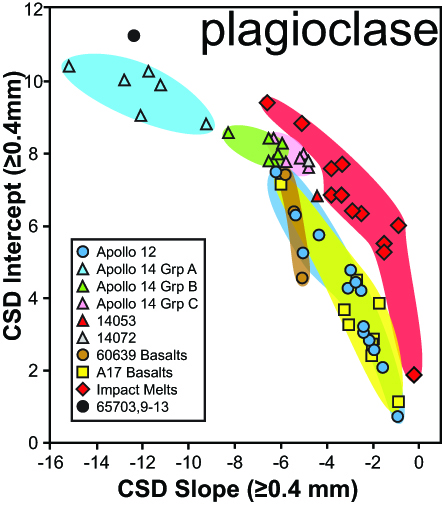 plagioclase
12
10
8
6
4
2
0
CSD Intercept (≥0.4mm)
Apollo 12
Apollo 14 Grp A
Apollo 14 Grp B
Apollo 14 Grp C
14053
14072
60639 Basalts
A17 Basalts
Impact Melts
65703,9-13
-16 -14 -12 -10 -8 -6 -4 -2 0
CSD Slope (≥0.4 mm)